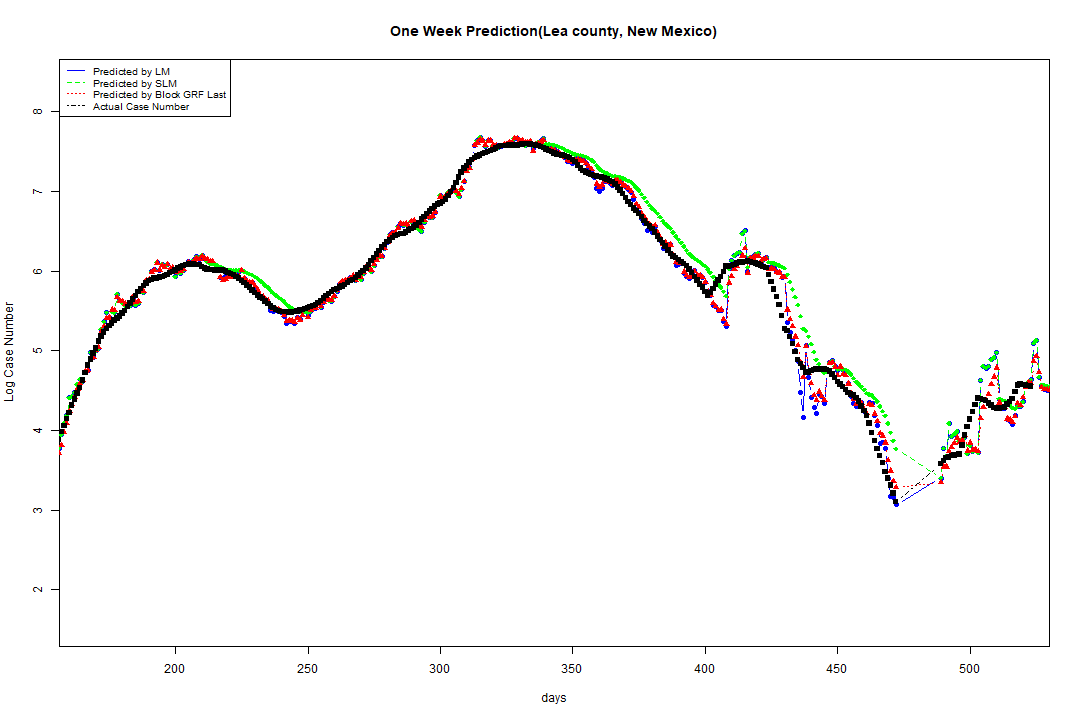 One Week Prediction(Lea county, New Mexico)
Predicted by LM
Predicted by SLM
Predicted by Block GRF Last
Actual Case Number
8
7
6
5
4
3
2
Log Case Number
200 250 300 350 400 450 500
days